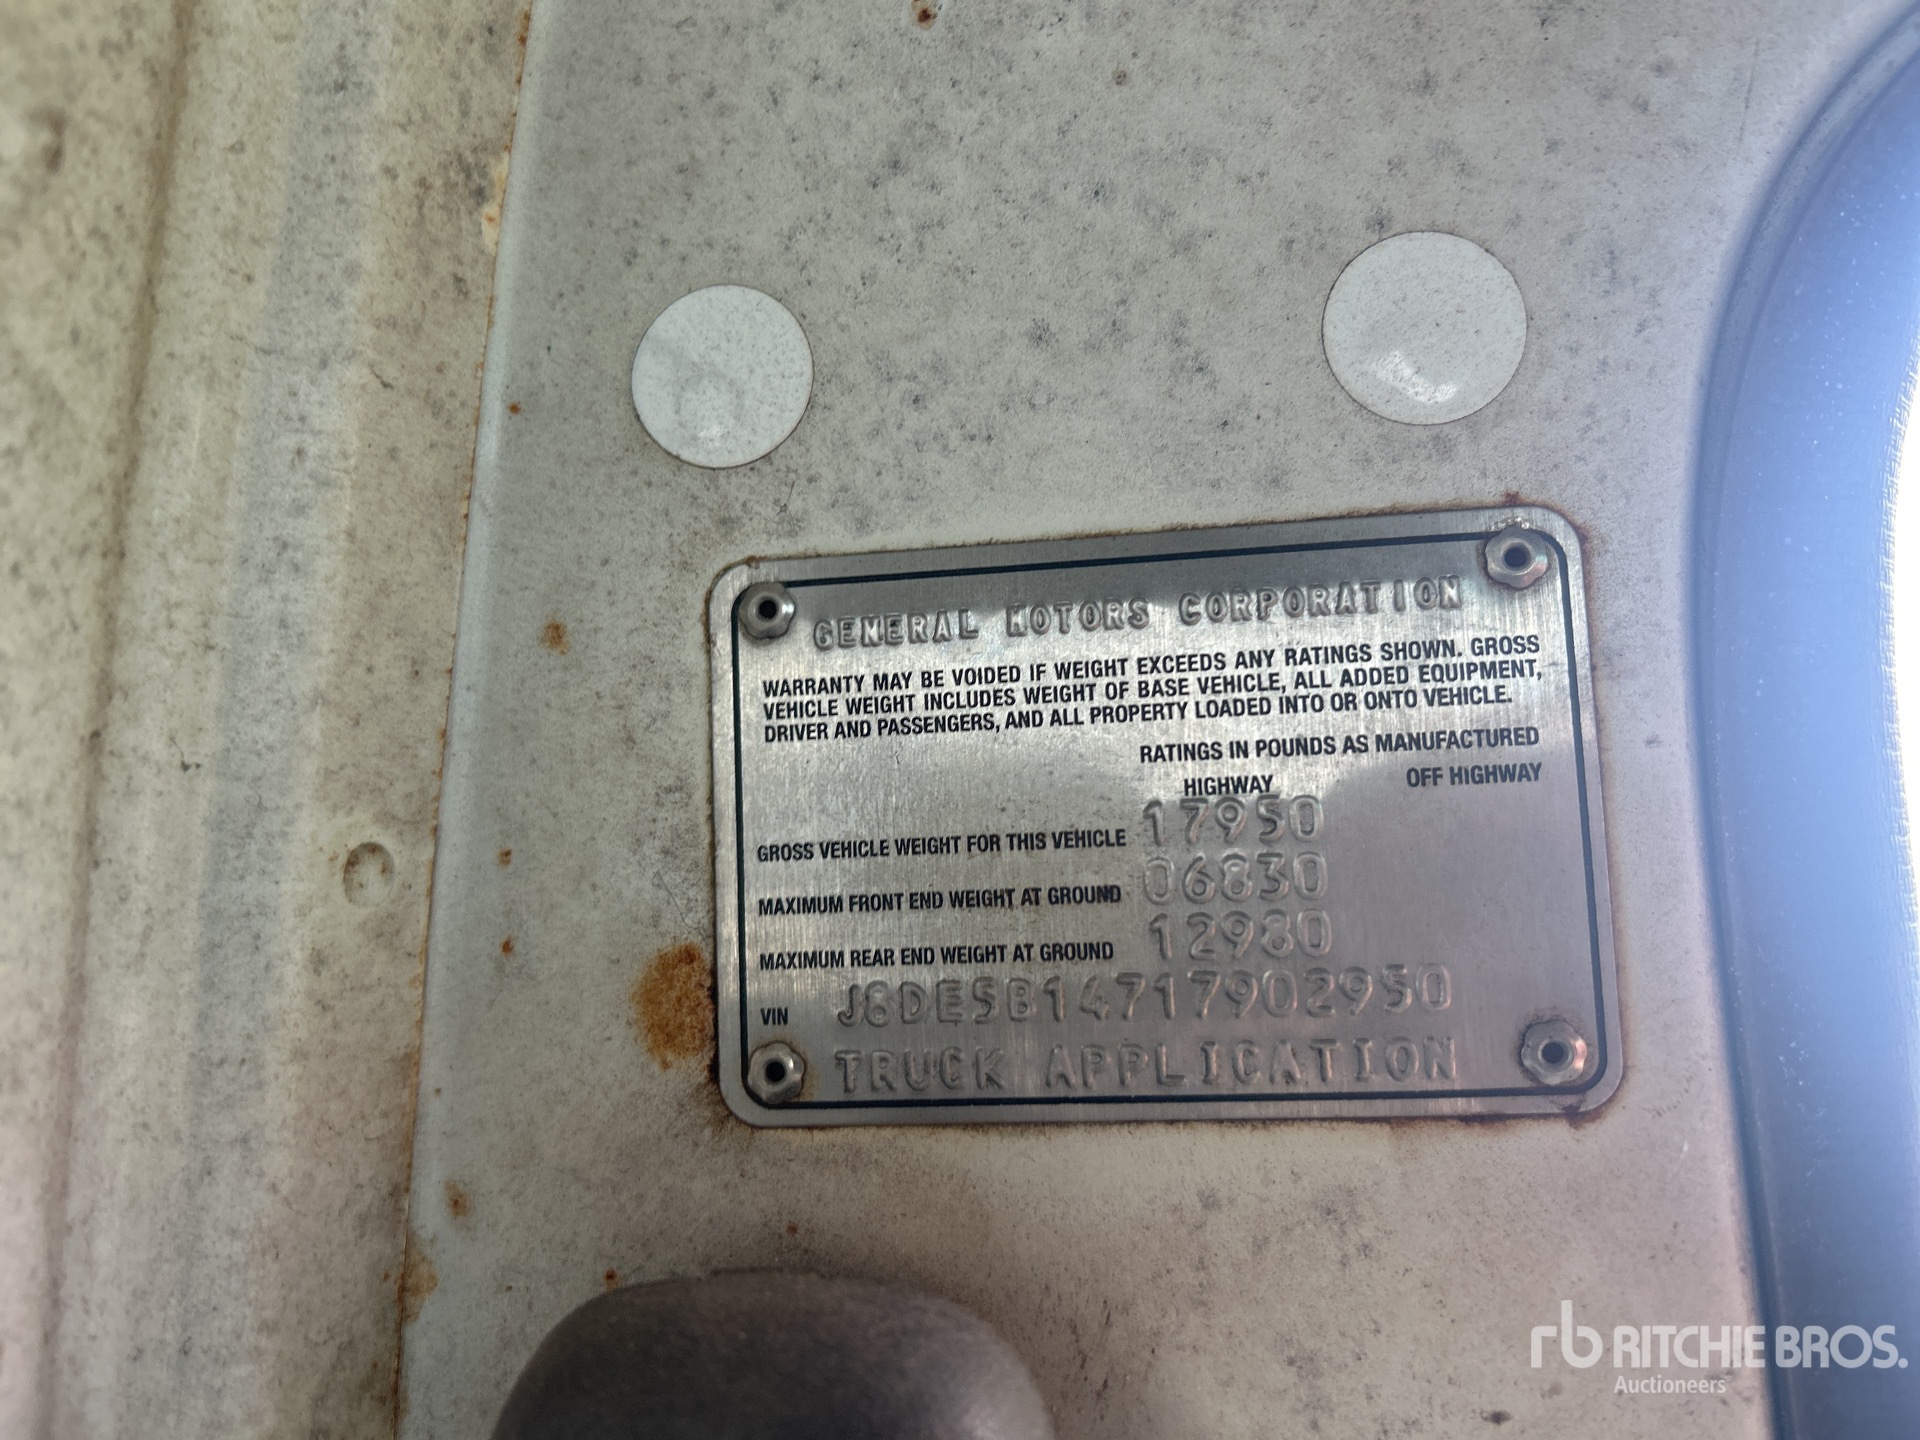 GENERAL MOTORS CORPORATION
WARRANTY MAY BE VOIDED IF WEIGHT EXCEEDS ANY RATINGS SHOWN. GROSS
VEHICLE WEIGHT INCLUDES WEIGHT OF BASE VEHICLE, ALL ADDED EQUIPMENT,
DRIVER AND PASSENGERS, AND ALL PROPERTY LOADED INTO OR ONTO VEHICLE.
RATINGS IN POUNDS AS MANUFACTURED
HIGHWAY OFF HIGHWAY
GROSS VEHICLE WEIGHT FOR THIS VEHICLE 17950
MAXIMUM FRONT END WEIGHT AT GROUND 06830
MAXIMUM REAR END WEIGHT AT GROUND 12980
VIN J8DE5B14717902950
TRUCK APPLICATION
rb RITCHIE BROS.
Auctioneers